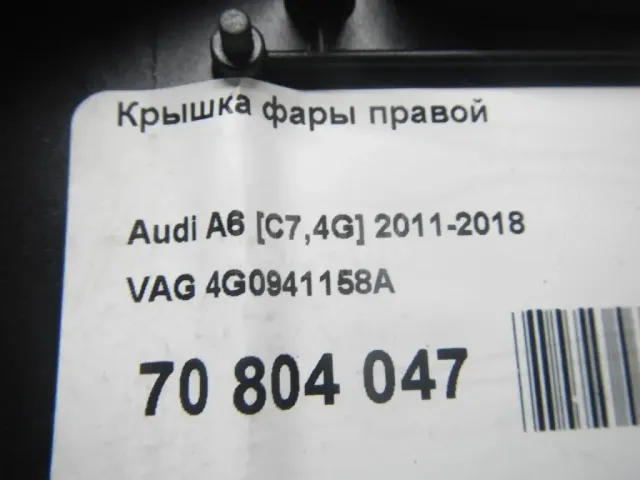 Крышка фары правой
Audi A6 [C7,4G] 2011-2018
VAG 4G0941158A
70 804 047